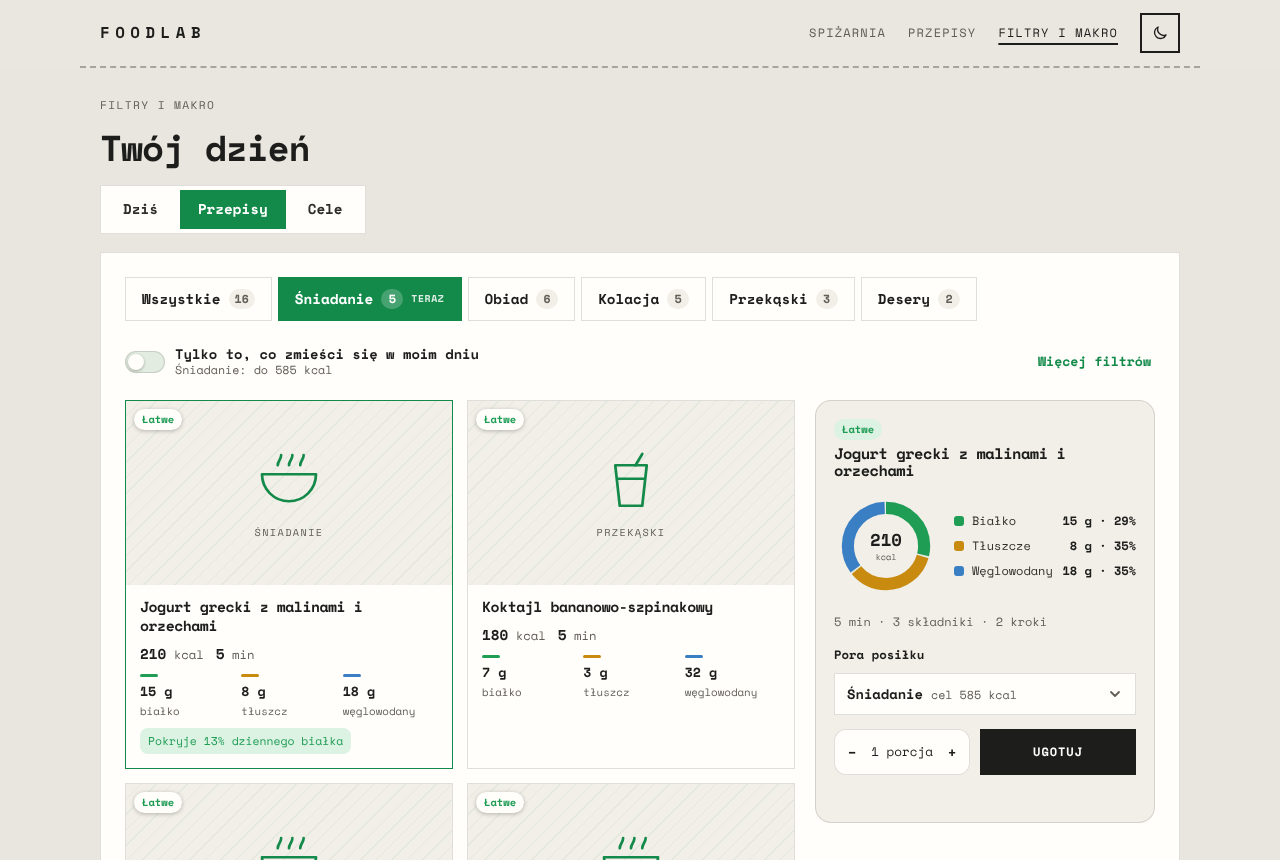 FOODLAB
SPIŻARNIA PRZEPISY FILTRY I MAKRO
FILTRY I MAKRO
Twój dzień
Dziś Przepisy Cele
Wszystkie 16 Śniadanie 5 TERAZ Obiad 6 Kolacja 5 Przekąski 3 Desery 2
Tylko to, co zmieści się w moim dniu
Śniadanie: do 585 kcal
Więcej filtrów
Łatwe
ŚNIADANIE
Jogurt grecki z malinami i
orzechami
210 kcal 5 min
15 g 8 g 18 g
białko tłuszcz węglowodany
Pokryje 13% dziennego białka
Łatwe
PRZEKĄSKI
Koktajl bananowo-szpinakowy
180 kcal 5 min
7 g 3 g 32 g
białko tłuszcz węglowodany
Łatwe
Łatwe
Łatwe
Jogurt grecki z malinami i
orzechami
210
kcal
Białko 15 g · 29%
Tłuszcze 8 g · 35%
Węglowodany 18 g · 35%
5 min · 3 składniki · 2 kroki
Pora posiłku
Śniadanie cel 585 kcal
− 1 porcja + UGOTUJ